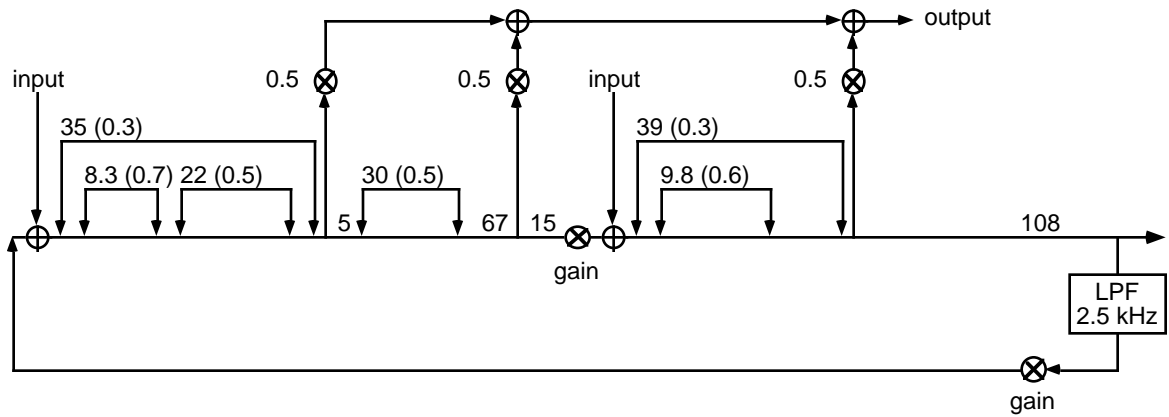 output
0.5
0.5
0.5
input
input
35 (0.3)
39 (0.3)
8.3 (0.7) 22 (0.5)
30 (0.5)
9.8 (0.6)
5
67
15
108
gain
LPF
2.5 kHz
gain